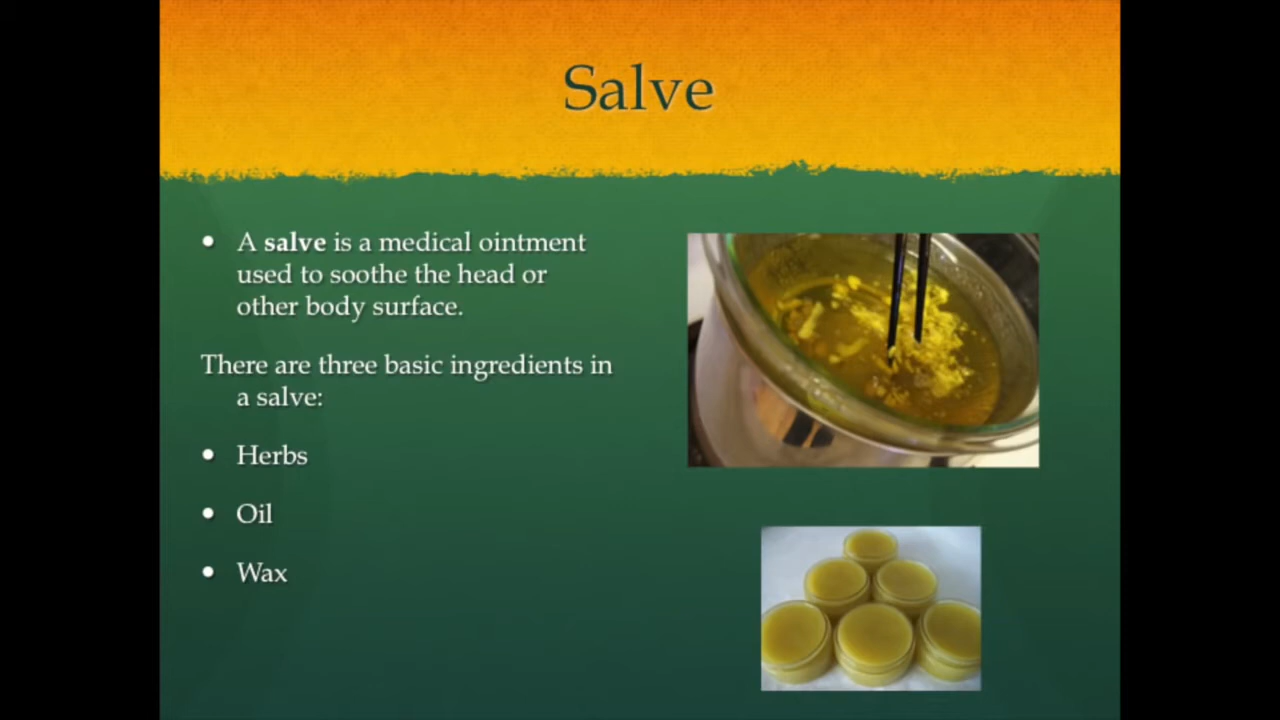 Salve
• A salve is a medical ointment
used to soothe the head or
other body surface.
There are three basic ingredients in
a salve:
• Herbs
• Oil
• Wax